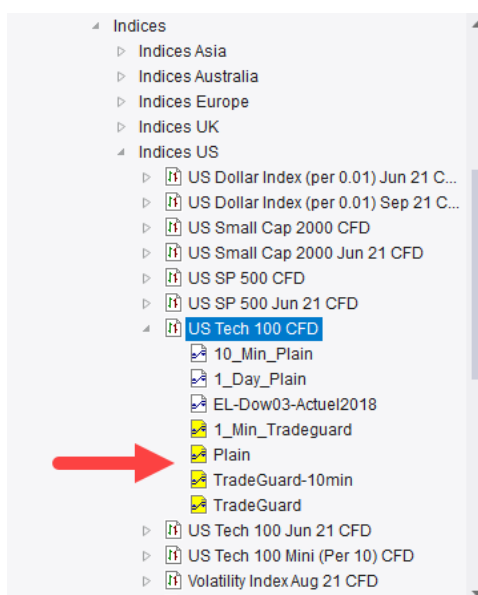 Indices
Indices Asia
Indices Australia
Indices Europe
Indices UK
Indices US
US Dollar Index (per 0.01) Jun 21 C...
US Dollar Index (per 0.01) Sep 21 C...
US Small Cap 2000 CFD
US Small Cap 2000 Jun 21 CFD
US SP 500 CFD
US SP 500 Jun 21 CFD
US Tech 100 CFD
10_Min_Plain
1_Day_Plain
EL-Dow03-Actuel2018
1_Min_Tradeguard
Plain
TradeGuard-10min
TradeGuard
US Tech 100 Jun 21 CFD
US Tech 100 Mini (Per 10) CFD
Volatility Index Aug 21 CFD